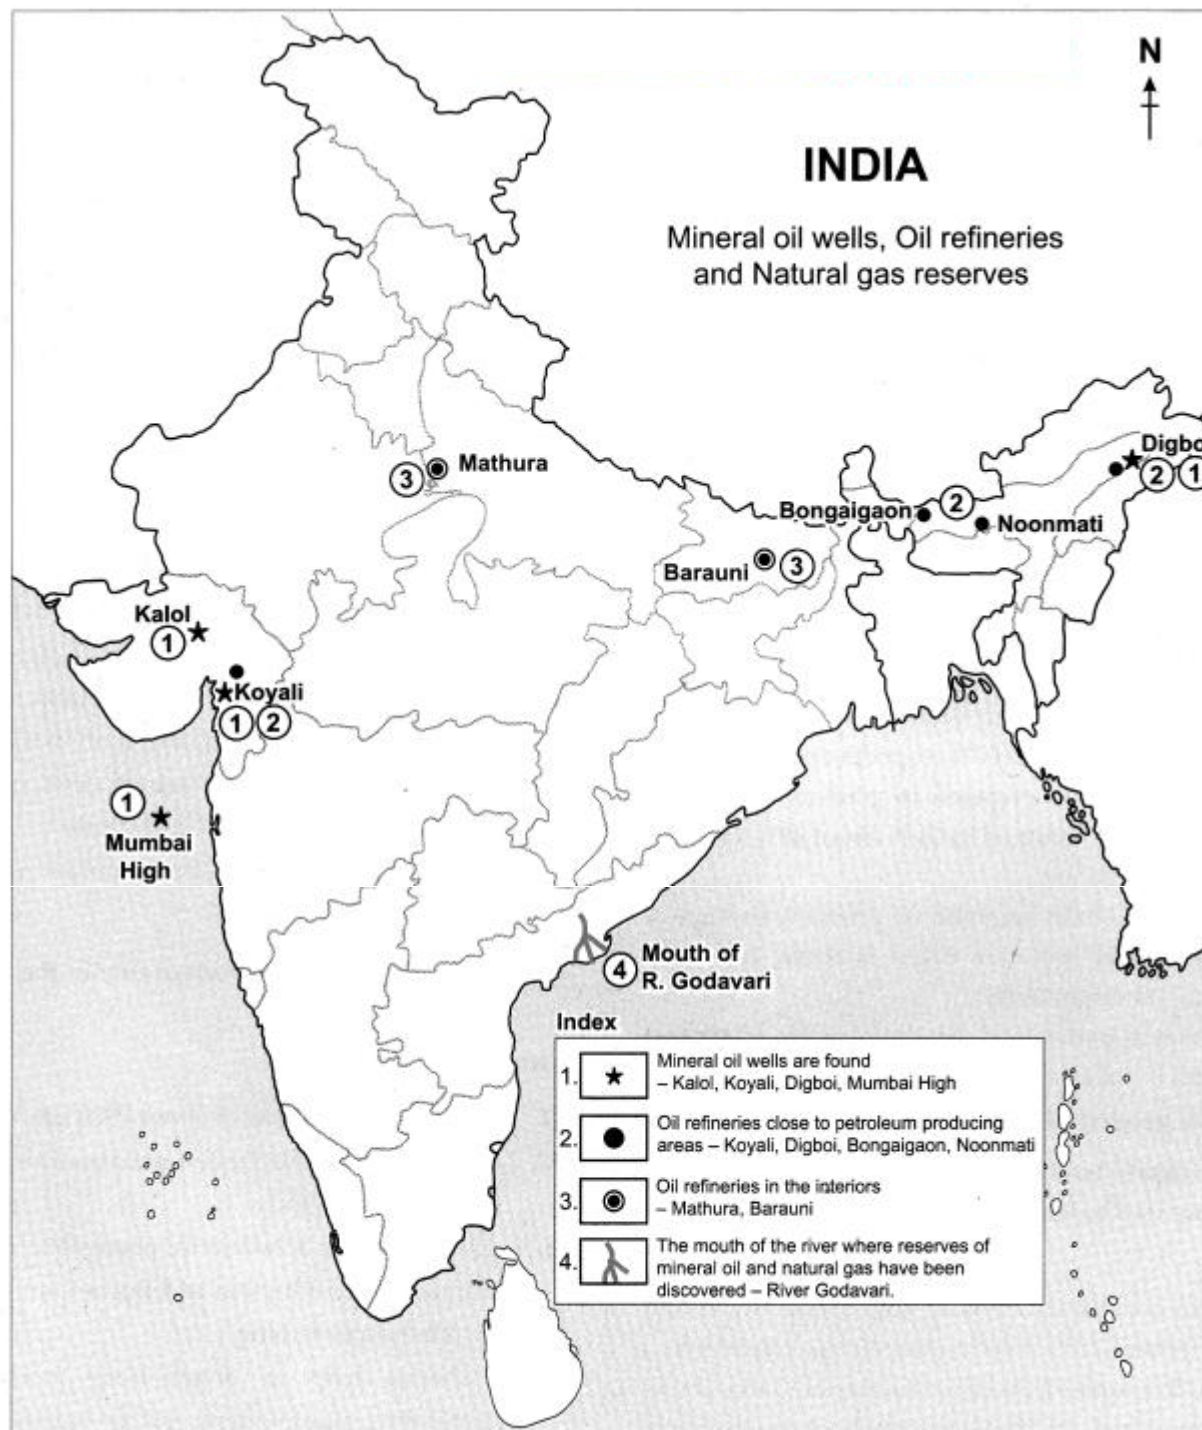 N
INDIA
Mineral oil wells, Oil refineries
and Natural gas reserves
Mathura
3
Digbo
2 1
Bongaigaon
2
Noonmati
Barauni
3
Kalol
1
Koyali
1 2
1
Mumbai
High
Mouth of
R. Godavari
4
Index
1. Mineral oil wells are found
– Kalol, Koyali, Digboi, Mumbai High
2. Oil refineries close to petroleum producing
areas – Koyali, Digboi, Bongaigaon, Noonmati
3. Oil refineries in the interiors
– Mathura, Barauni
4. The mouth of the river where reserves of
mineral oil and natural gas have been
discovered – River Godavari.